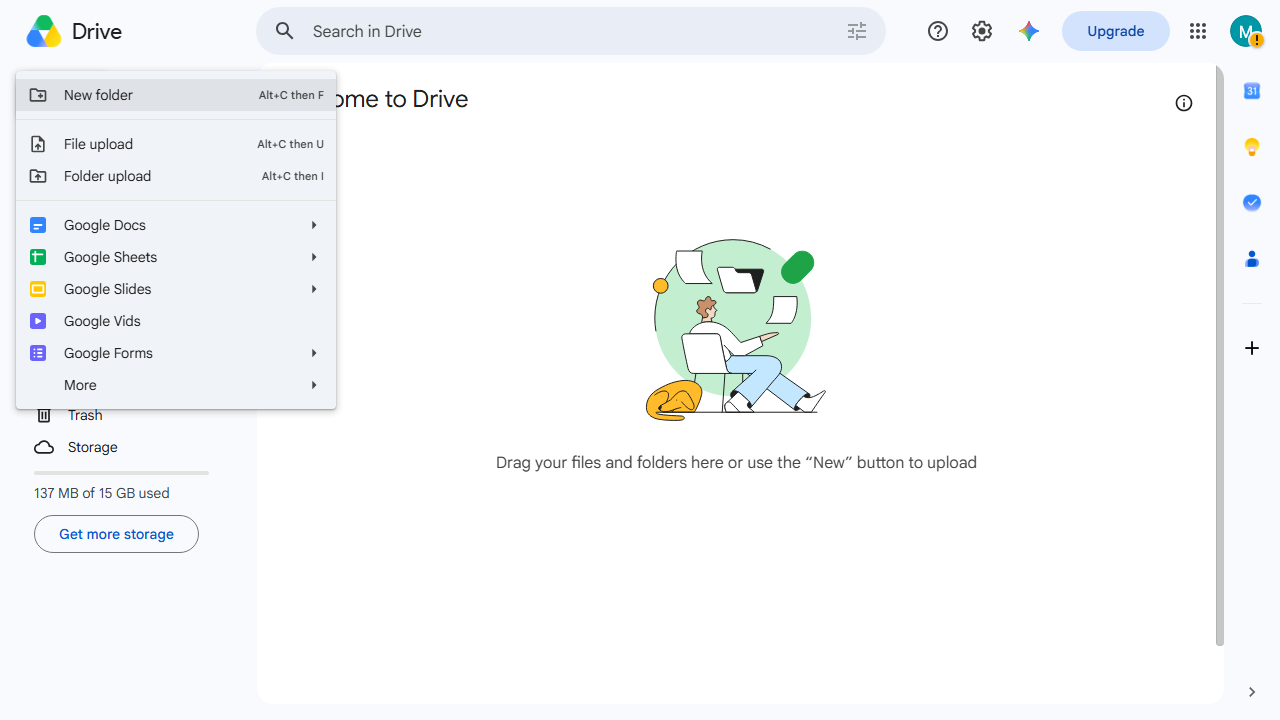 Drive
Search in Drive
Upgrade
M
New folder Alt+C then F
ome to Drive
File upload Alt+C then U
Folder upload Alt+C then I
Google Docs
Google Sheets
Google Slides
Google Vids
Google Forms
More
Trash
Storage
137 MB of 15 GB used
Get more storage
Drag your files and folders here or use the “New” button to upload
31